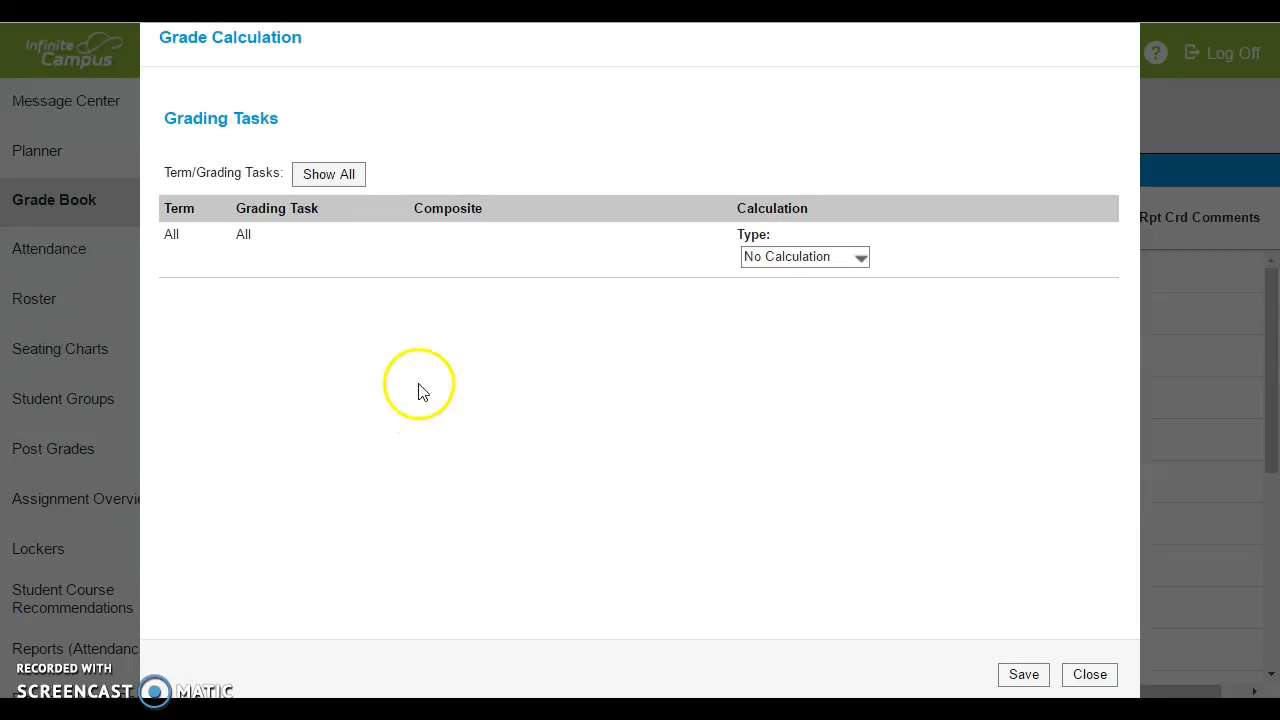 Grade Calculation
Infinite
Campus
? Log Off
Message Center
Planner
Grade Book
Attendance
Roster
Seating Charts
Student Groups
Post Grades
Assignment Overvie
Lockers
Student Course
Recommendations
Reports (Attendanc
Grading Tasks
Term/Grading Tasks: Show All
Term Grading Task Composite Calculation
All All Type:
No Calculation
Rpt Crd Comments
Save Close
RECORDED WITH
SCREENCAST MATIC